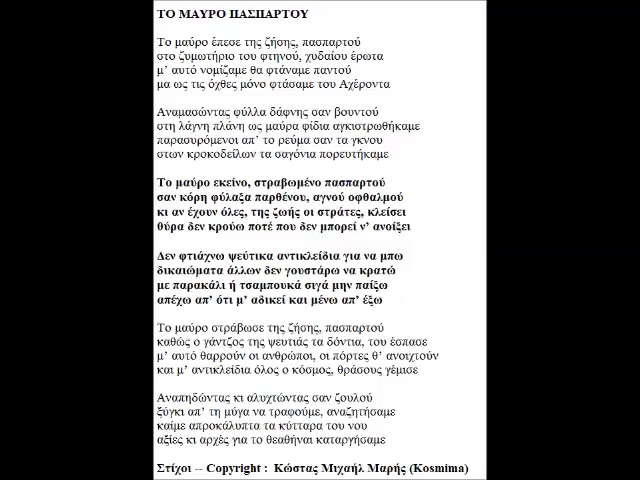 ΤΟ ΜΑΥΡΟ ΠΑΣΠΑΡΤΟΥ
Το μαύρο έπεσε της ζήσης, πασπαρτού
στο ζυμωτήριο του φτηνού, χυδαίου έρωτα
μ' αυτό νομίζαμε θα φτάναμε παντού
μα ως τις όχθες μόνο φτάσαμε του Αχέροντα
Αναμασώντας φύλλα δάφνης σαν βουντού
στη λάγνη πλάνη ως μαύρα φίδια αγκιστρωθήκαμε
παρασυρόμενοι απ' το ρεύμα σαν τα γκνου
στων κροκοδείλων τα σαγόνια πορευτήκαμε
Το μαύρο εκείνο, στραβωμένο πασπαρτού
σαν κόρη φύλαξα παρθένου, αγνού οφθαλμού
κι αν έχουν όλες, της ζωής οι στράτες, κλείσει
θύρα δεν κρούω ποτέ που δεν μπορεί ν' ανοίξει
Δεν φτιάχνω ψεύτικα αντικλείδια για να μπω
δικαιώματα άλλων δεν γουστάρω να κρατώ
με παρακάλι ή τσαμπουκά σιγά μην παίξω
απέχω απ' ότι μ' αδικεί και μένω απ' έξω
Το μαύρο στράβωσε της ζήσης, πασπαρτού
καθώς ο γάντζος της ψευτιάς τα δόντια, του έσπασε
μ' αυτό θαρρούν οι ανθρώποι, οι πόρτες θ' ανοιχτούν
και μ' αντικλείδια όλος ο κόσμος, θράσους γέμισε
Αναπηδώντας κι αλυχτώντας σαν ζουλού
ξύγκι απ' τη μύγα να τραφούμε, αναζητήσαμε
καίμε απροκάλυπτα τα κύτταρα του νου
αξίες κι αρχές για το θεαθήναι καταργήσαμε
Στίχοι -- Copyright : Κώστας Μιχαήλ Μαρής (Kosmima)